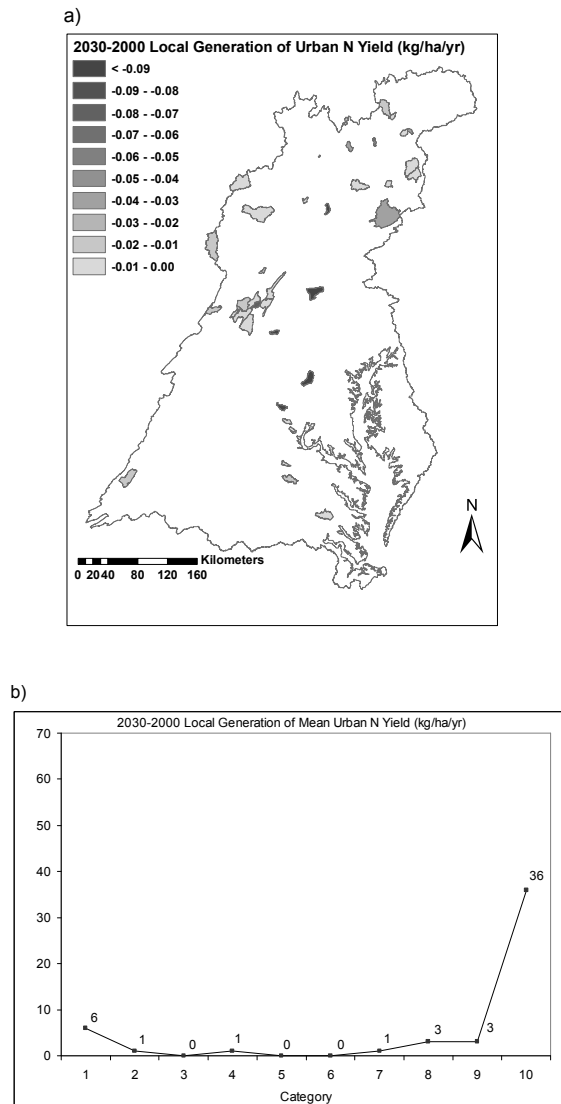 a)
2030-2000 Local Generation of Urban N Yield (kg/ha/yr)
< -0.09
-0.09 - -0.08
-0.08 - -0.07
-0.07 - -0.06
-0.06 - -0.05
-0.05 - -0.04
-0.04 - -0.03
-0.03 - -0.02
-0.02 - -0.01
-0.01 - 0.00
N
Kilometers
0 20 40 80 120 160
b)
2030-2000 Local Generation of Mean Urban N Yield (kg/ha/yr)
70
60
50
40
30
20
10
0
6
1
0
1
0
0
1
3
3
36
1 2 3 4 5 6 7 8 9 10
Category